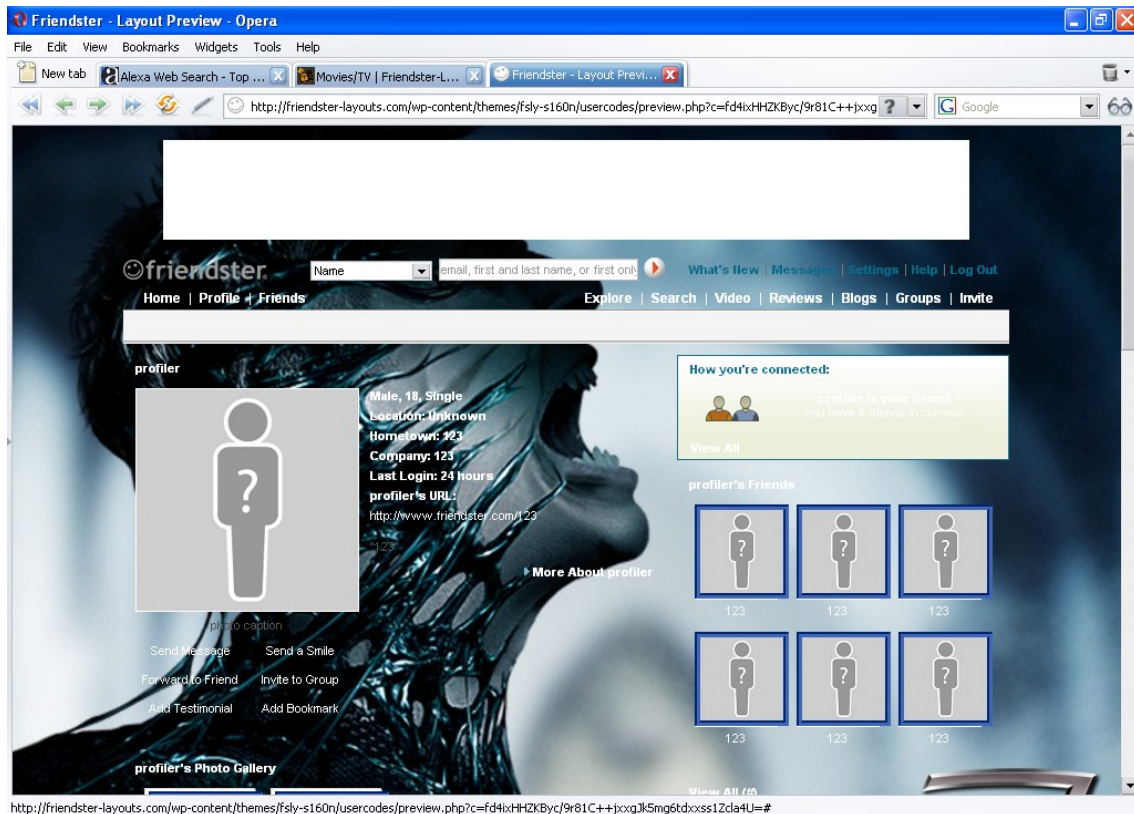 Friendster - Layout Preview - Opera
File Edit View Bookmarks Widgets Tools Help
New tab Alexa Web Search - Top ... Movies/TV | Friendster-L... Friendster - Layout Previ...
http://friendster-layouts.com/wp-content/themes/fsly-s160n/usercodes/preview.php?c=fd4ixHHZKByc/9r81C++jxxg ? G Google
friendster. Name email, first and last name, or first only What's New | Messages | Settings | Help | Log Out
Home | Profile | Friends Explore | Search | Video | Reviews | Blogs | Groups | Invite
profiler
Male, 18, Single
Location: Unknown
Hometown: 123
Company: 123
Last Login: 24 hours
profiler's URL:
http://www.friendster.com/123
"123"
More About profiler
?
photo caption
Send Message Send a Smile
Forward to Friend Invite to Group
Add Testimonial Add Bookmark
profiler's Photo Gallery
How you're connected:
profiler is your friend:
you have # friends in common
View All
profiler's Friends
? ? ?
123 123 123
? ? ?
123 123 123
View All (#)
http://friendster-layouts.com/wp-content/themes/fsly-s160n/usercodes/preview.php?c=fd4ixHHZKByc/9r81C++jxxgJk5mg6tdxxss1Zcla4U=#